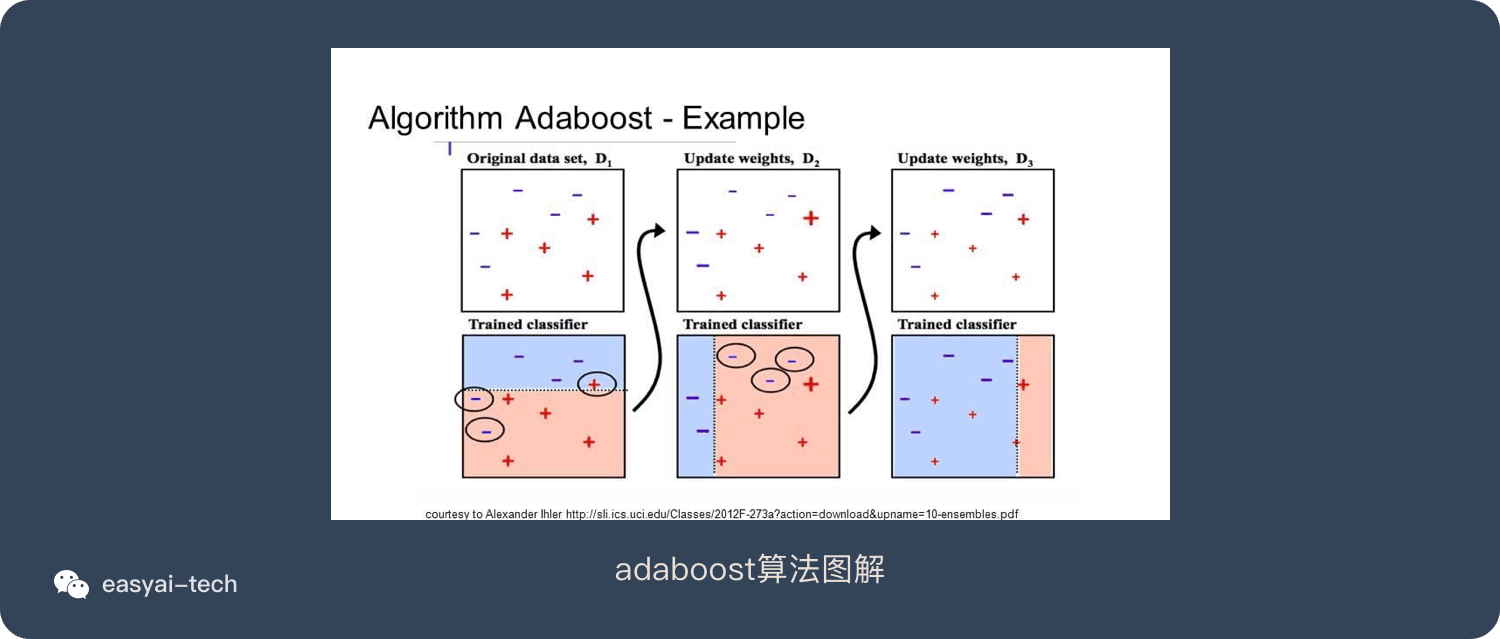 Algorithm Adaboost - Example
Original data set, D1
Update weights, D2
Update weights, D3
Trained classifier
Trained classifier
Trained classifier
courtesy to Alexander Ihler http://sli.ics.uci.edu/Classes/2012F-273a?action=download&upname=10-ensembles.pdf
adaboost算法图解
easyai-tech